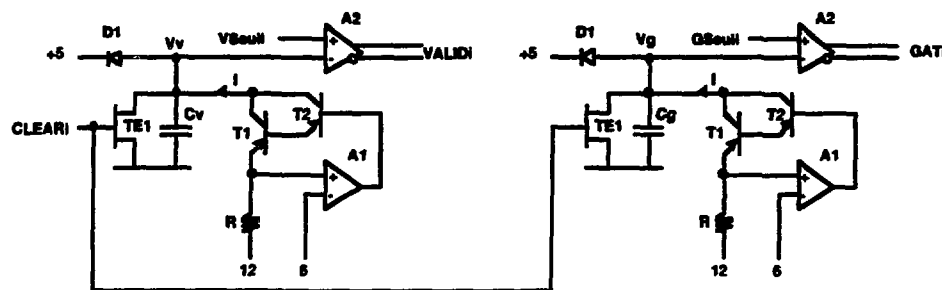 D1
Vv
VSeuil
A2
+5
VALIDi
I
T2
TE1
Cv
T1
CLEARi
A1
R
12
6
D1
Vg
GSeuil
A2
+5
GATI
I
T2
TE1
Cg
T1
A1
R
12
6